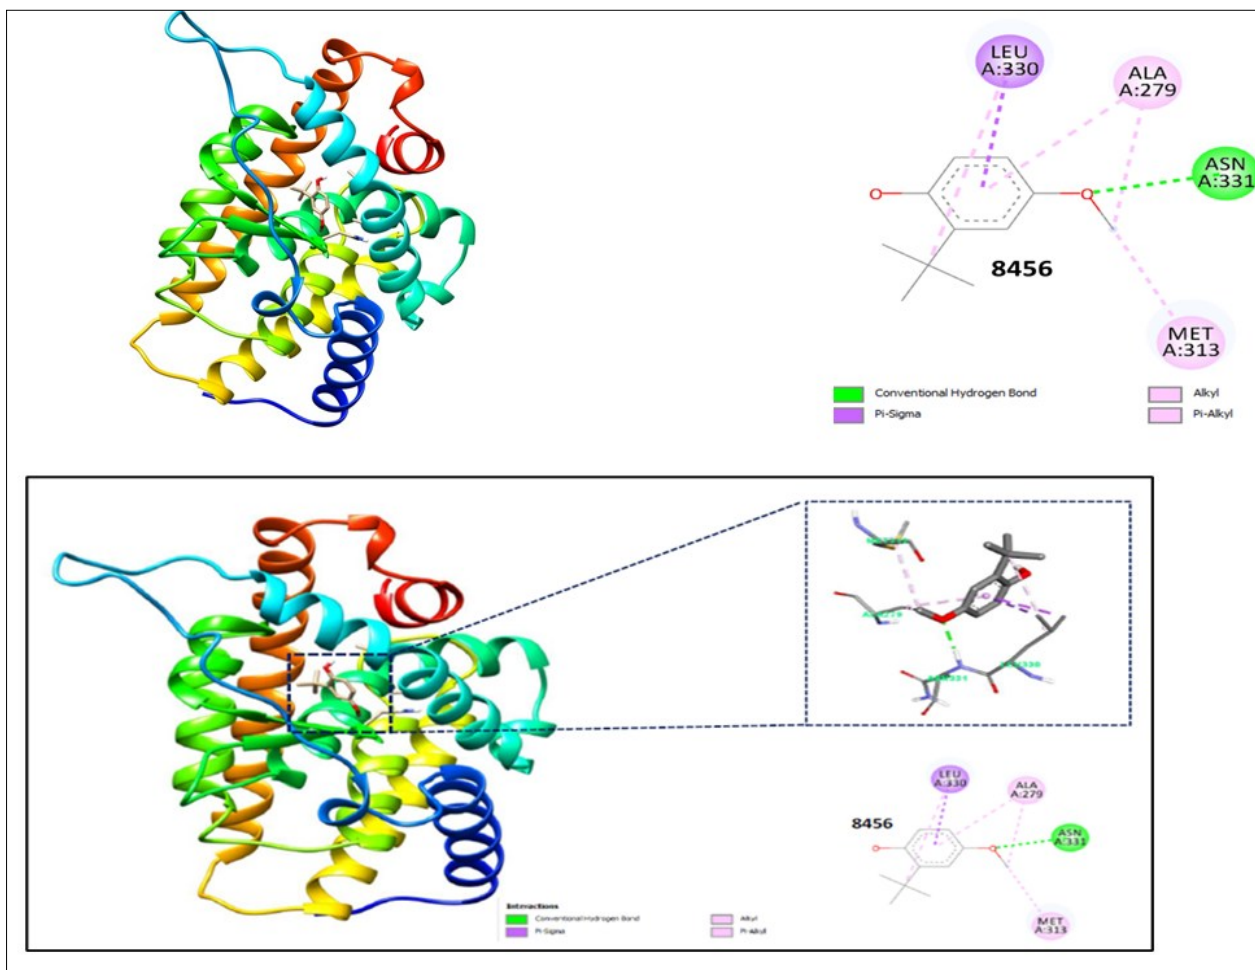 LEU
A:330
ALA
A:279
ASN
A:331
O
O
8456
MET
A:313
Conventional Hydrogen Bond
Alkyl
Pi-Sigma
Pi-Alkyl
LEU
A:330
ALA
A:279
8456
ASN
A:331
MET
A:313
Interactions
Conventional Hydrogen Bond
Alkyl
Pi-Sigma
Pi-Alkyl